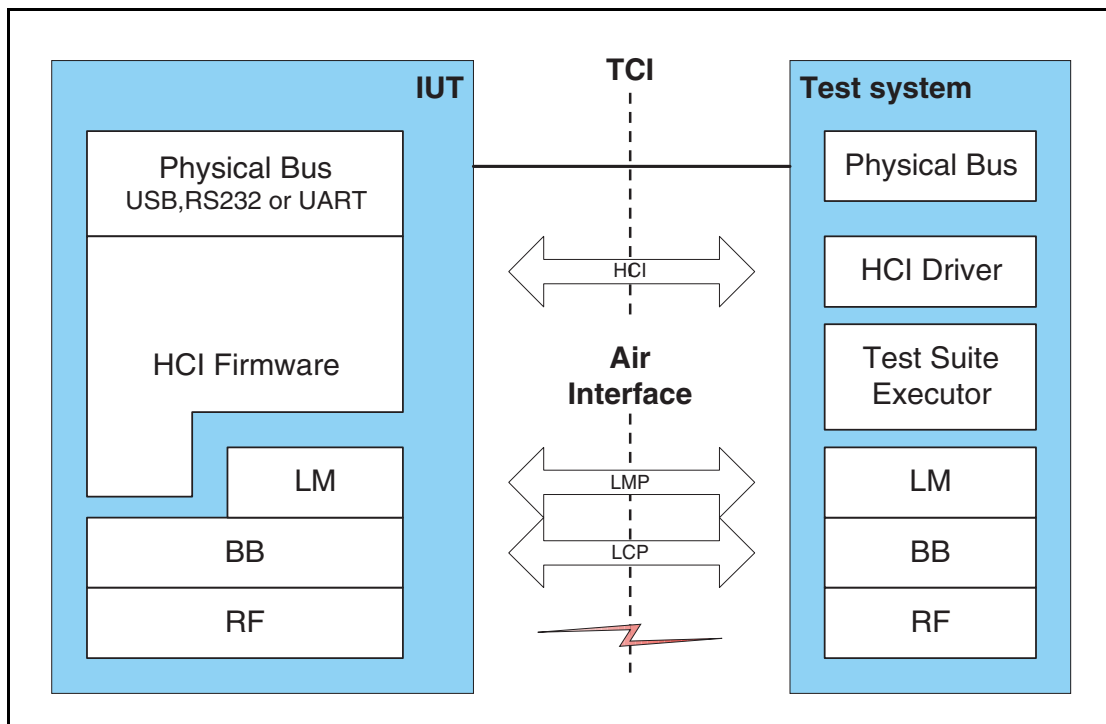 IUT
Physical Bus
USB,RS232 or UART
HCI Firmware
LM
BB
RF
TCI
HCI
Air
Interface
LMP
LCP
Test system
Physical Bus
HCI Driver
Test Suite
Executor
LM
BB
RF